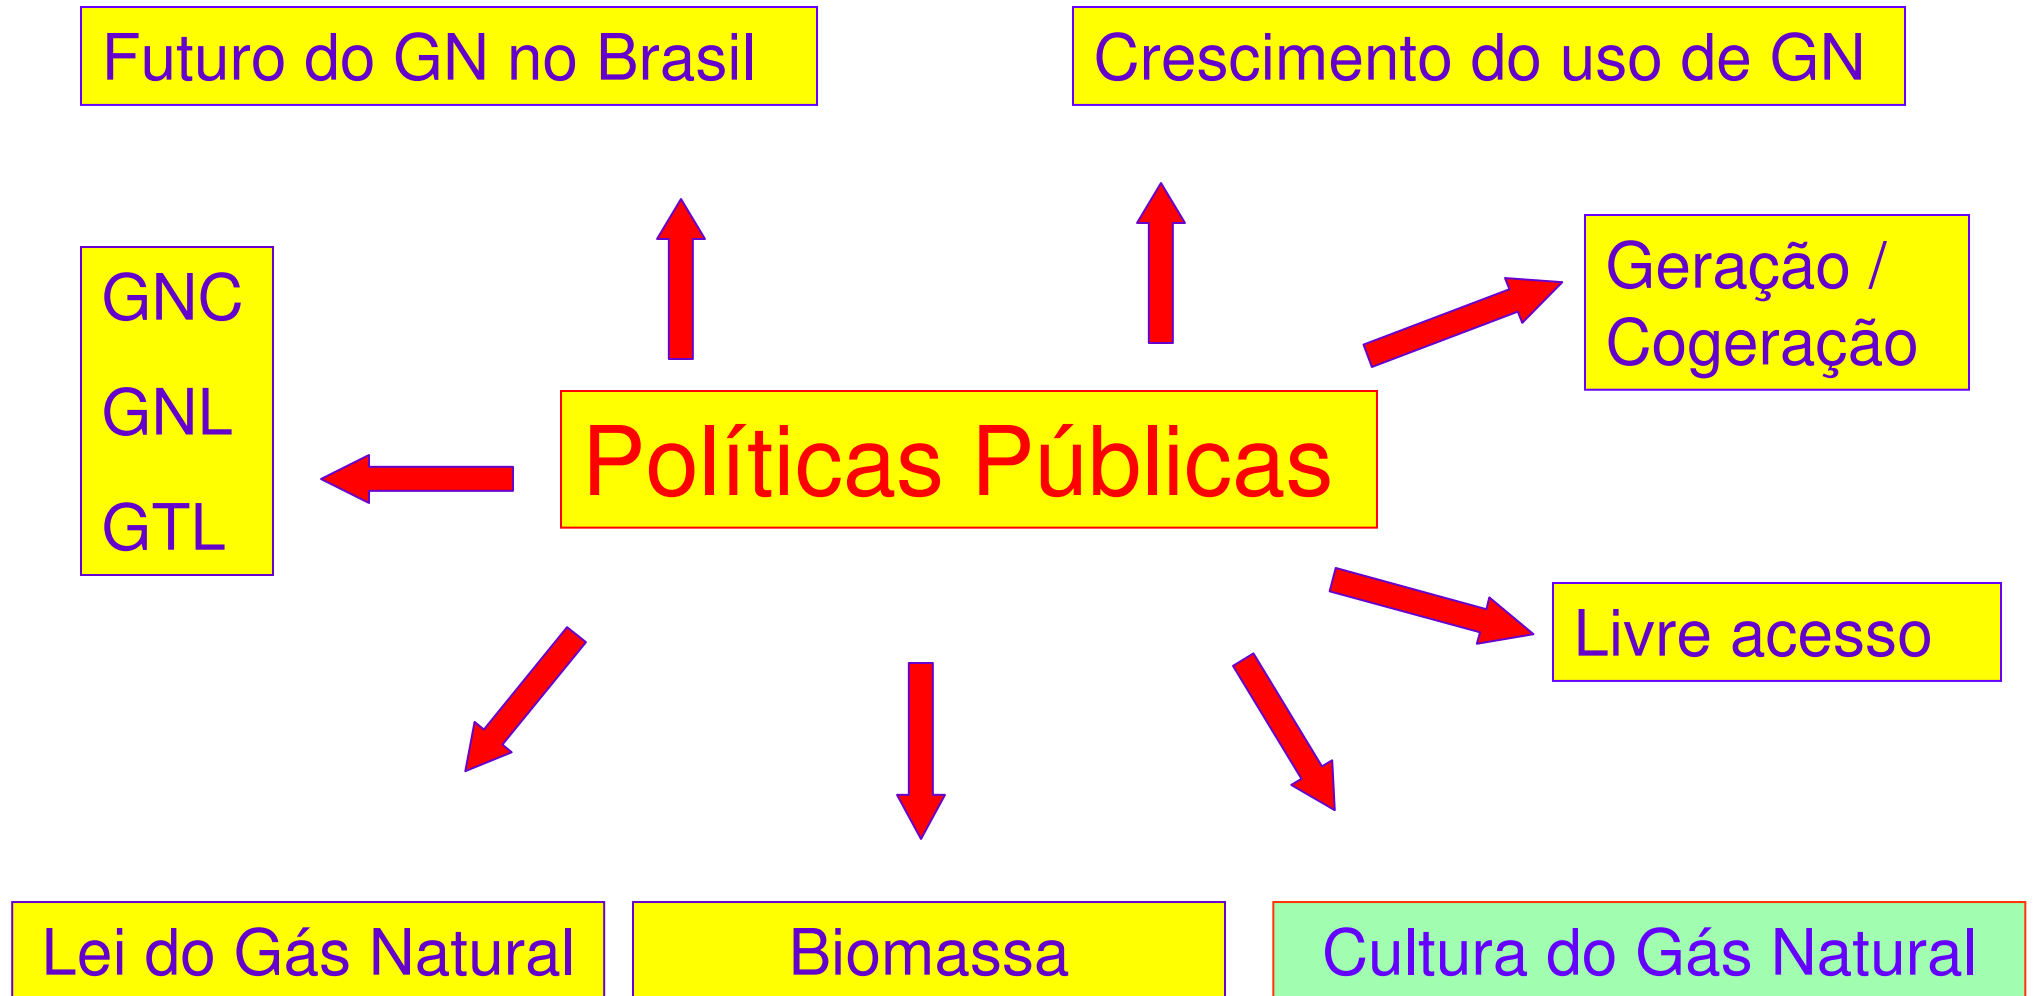 Futuro do GN no Brasil
Crescimento do uso de GN
GNC
GNL
GTL
Geração /
Cogeração
Políticas Públicas
Livre acesso
Lei do Gás Natural
Biomassa
Cultura do Gás Natural